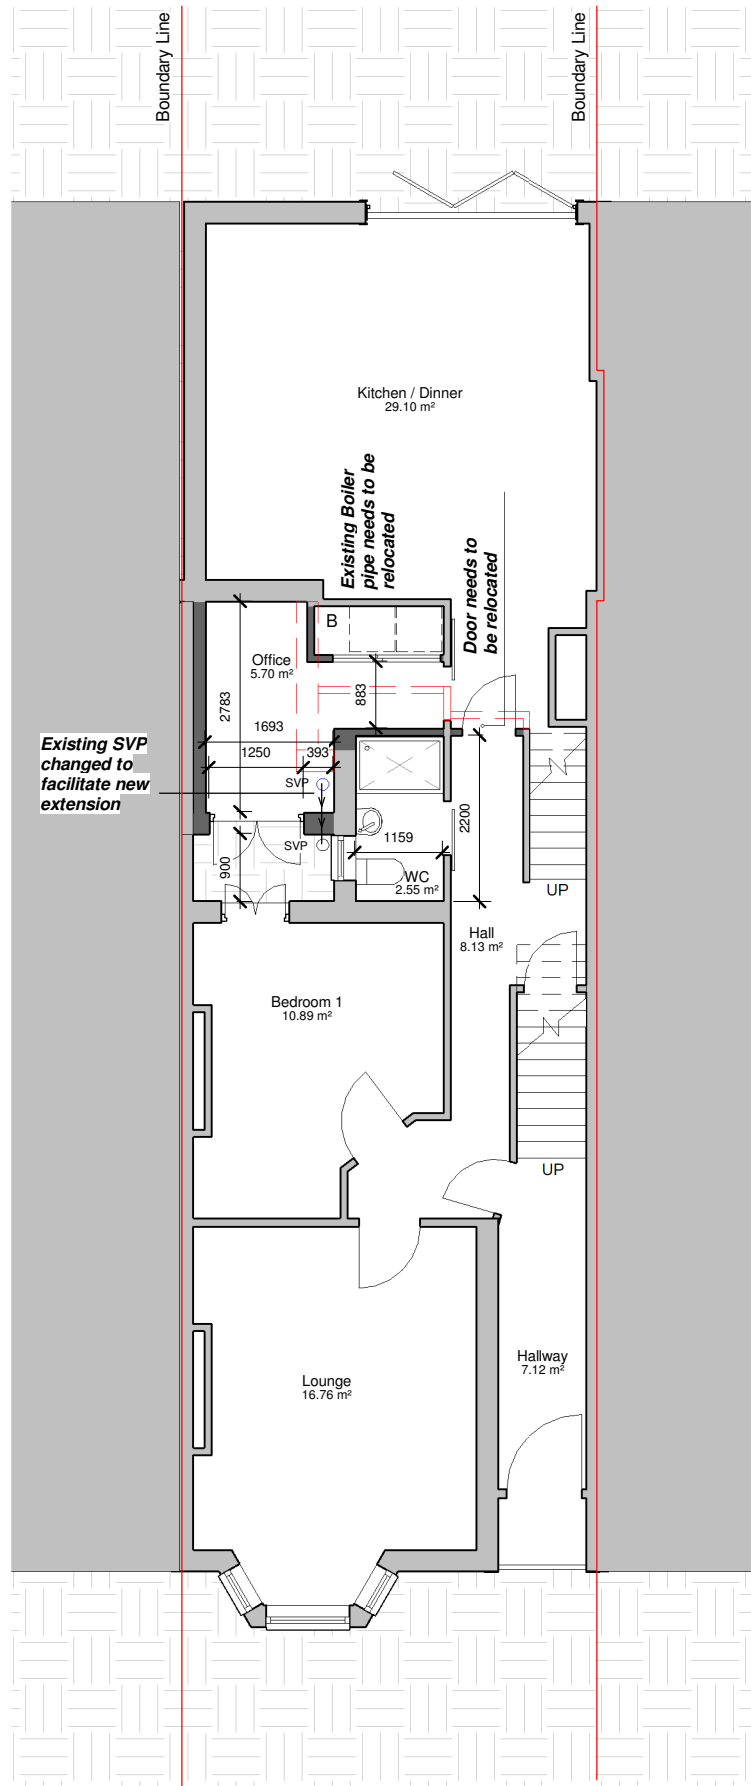 Boundary Line
Boundary Line
Kitchen / Dinner
29.10 m²
Existing Boiler
pipe needs to be
relocated
Door needs to
be relocated
B
Office
5.70 m²
2783
883
1693
1250
393
Existing SVP
changed to
facilitate new
extension
SVP
SVP
900
1159
2200
WC
2.55 m²
UP
Hall
8.13 m²
Bedroom 1
10.89 m²
UP
Hallway
7.12 m²
Lounge
16.76 m²